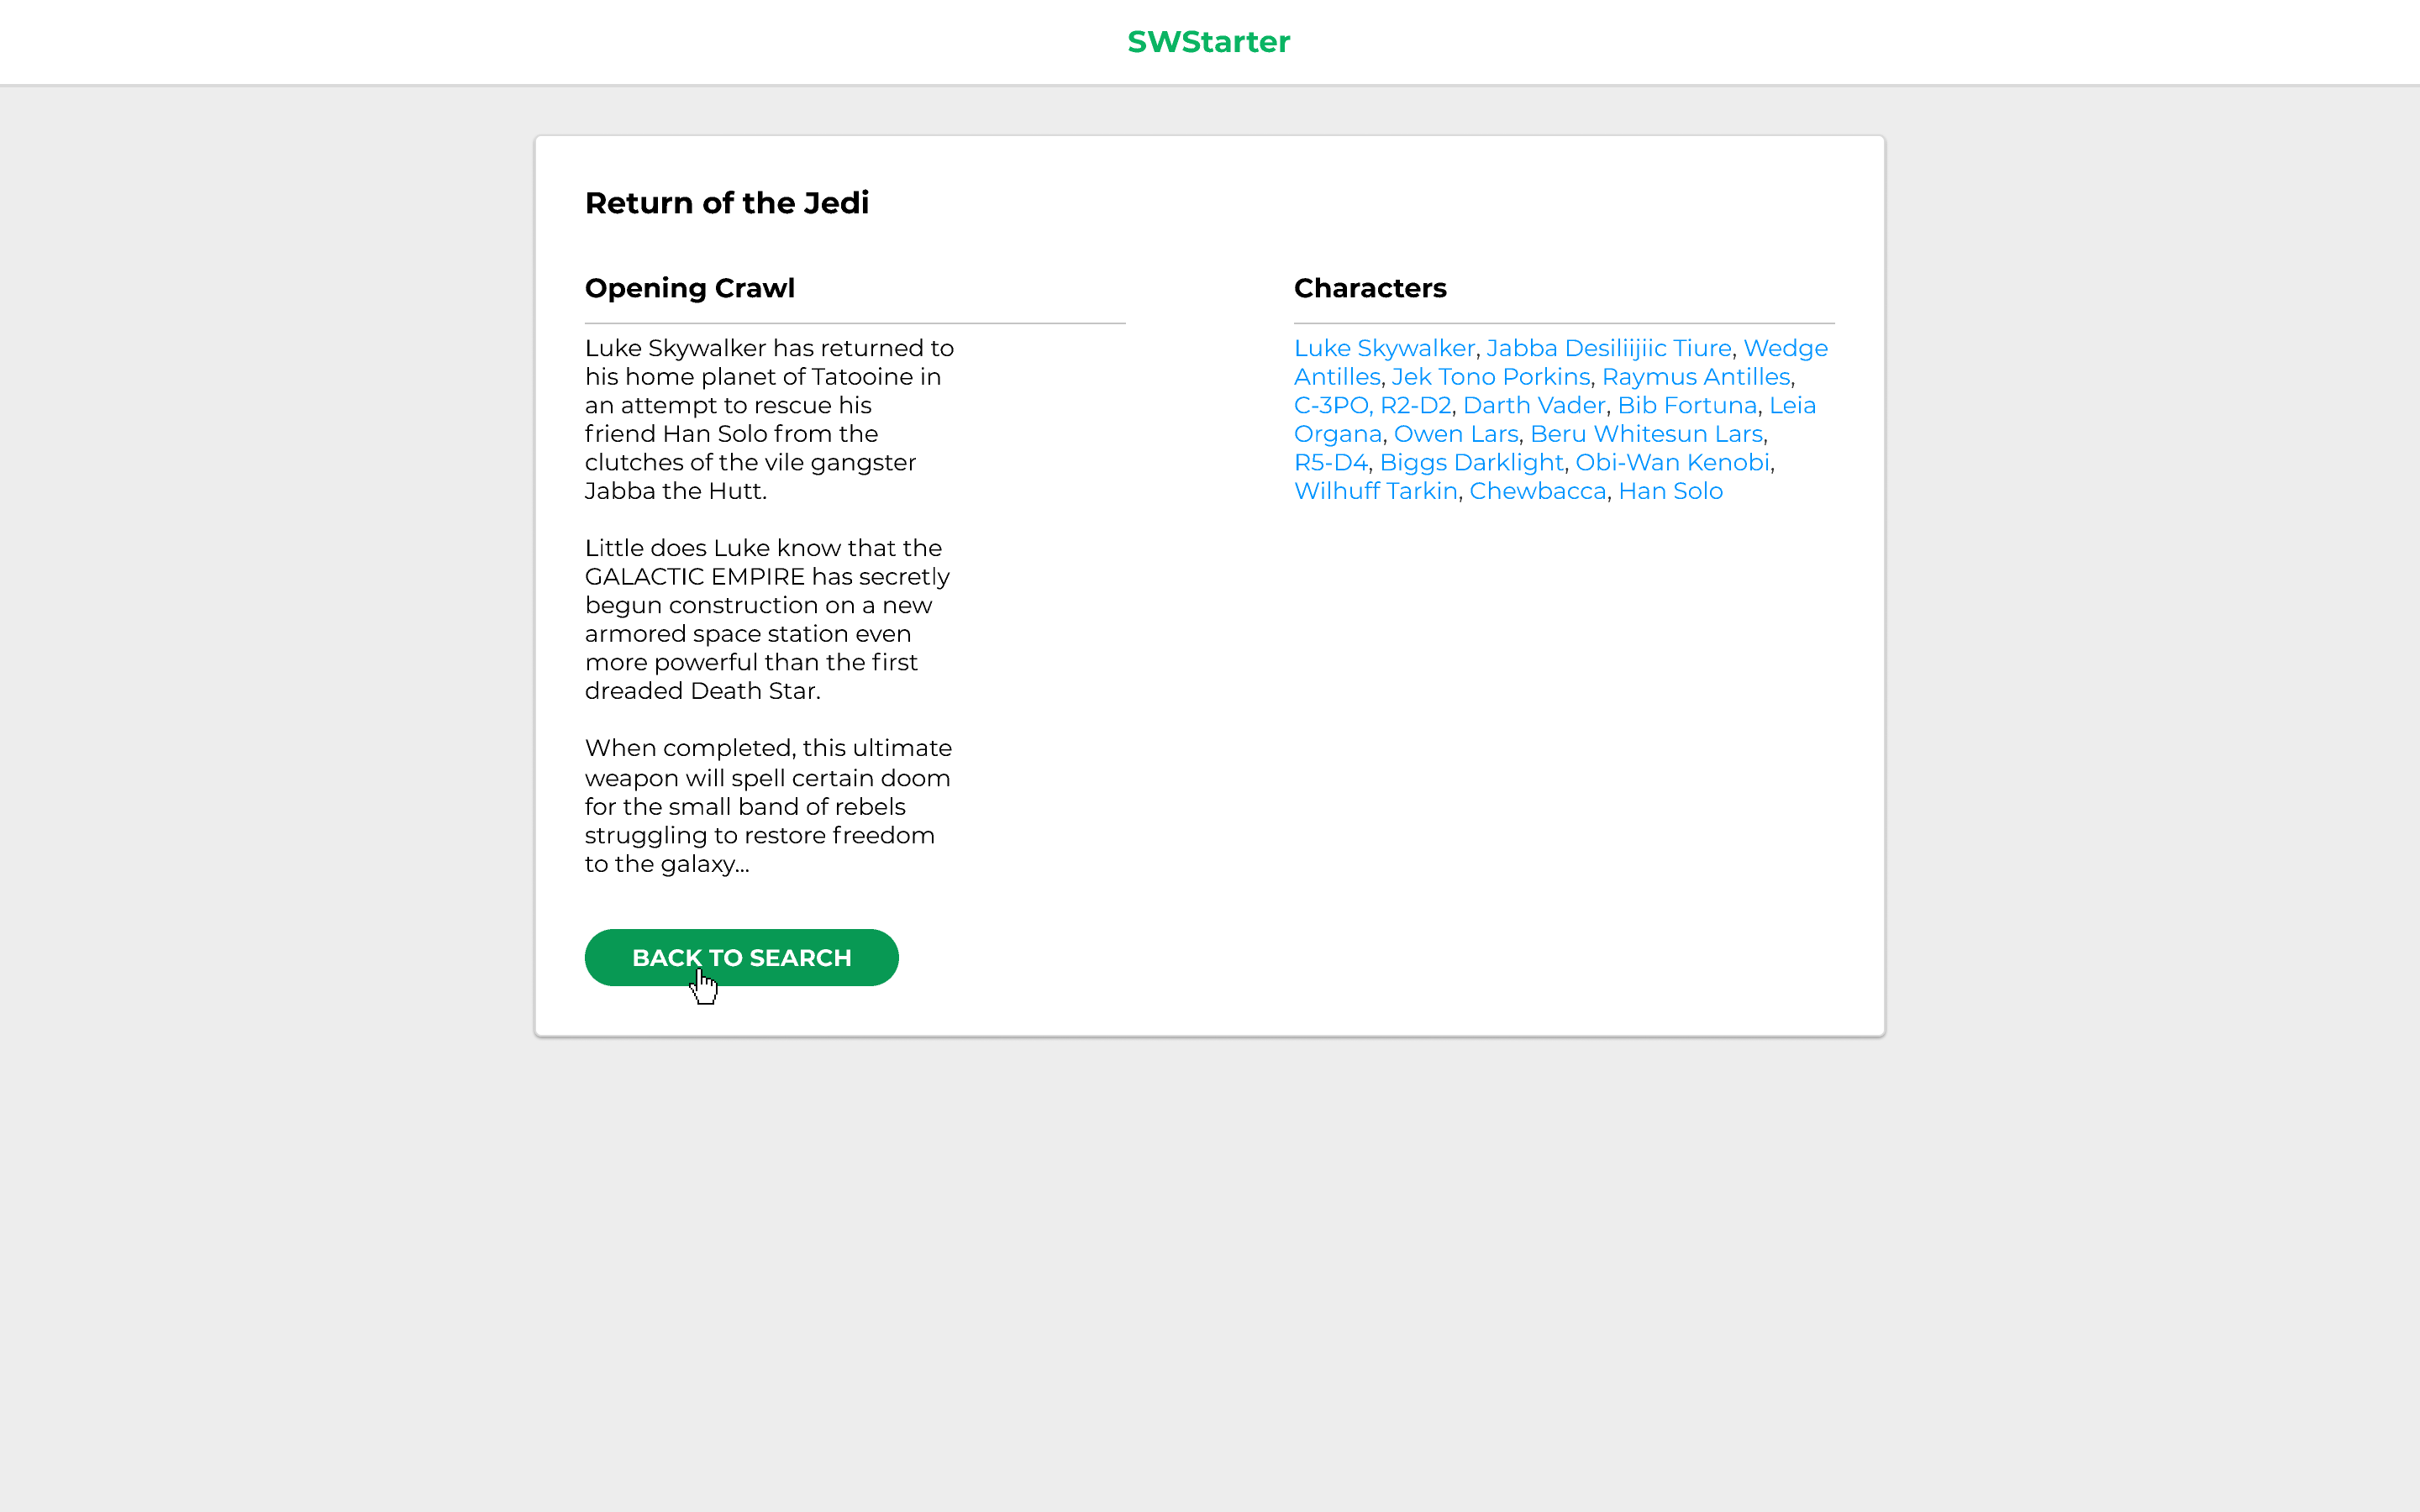 SWStarter
Return of the Jedi
Opening Crawl
Luke Skywalker has returned to
his home planet of Tatooine in
an attempt to rescue his
friend Han Solo from the
clutches of the vile gangster
Jabba the Hutt.
Little does Luke know that the
GALACTIC EMPIRE has secretly
begun construction on a new
armored space station even
more powerful than the first
dreaded Death Star.
When completed, this ultimate
weapon will spell certain doom
for the small band of rebels
struggling to restore freedom
to the galaxy...
Characters
Luke Skywalker, Jabba Desiliijiic Tiure, Wedge
Antilles, Jek Tono Porkins, Raymus Antilles,
C-3PO, R2-D2, Darth Vader, Bib Fortuna, Leia
Organa, Owen Lars, Beru Whitesun Lars,
R5-D4, Biggs Darklight, Obi-Wan Kenobi,
Wilhuff Tarkin, Chewbacca, Han Solo
BACK TO SEARCH